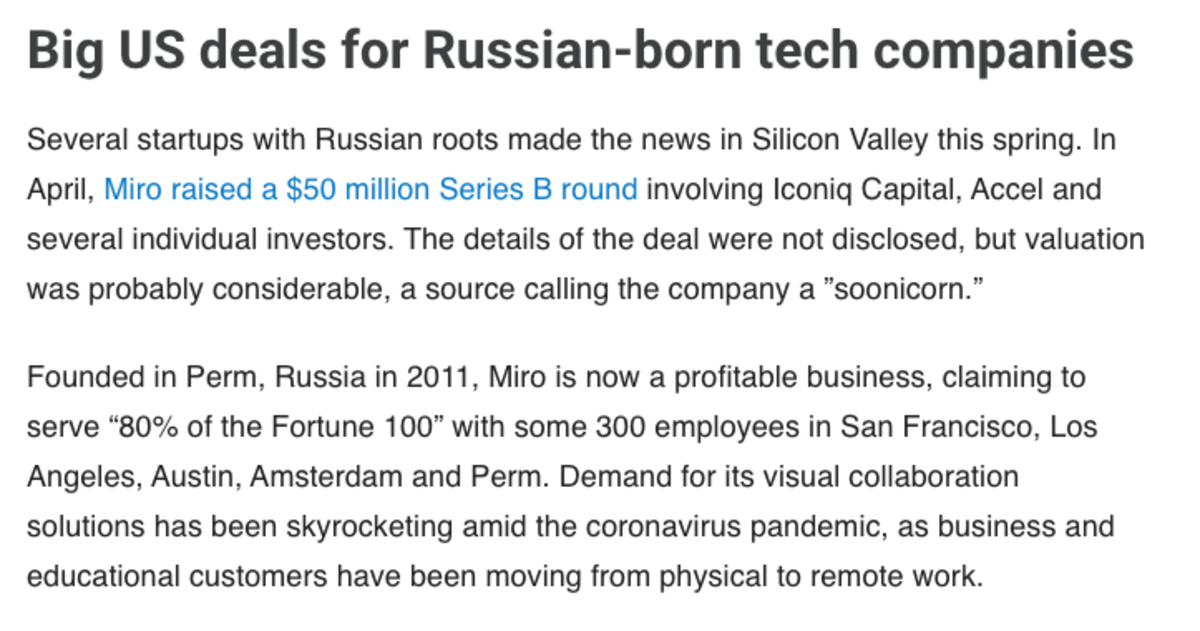 Big US deals for Russian-born tech companies
Several startups with Russian roots made the news in Silicon Valley this spring. In
April, Miro raised a $50 million Series B round involving Iconiq Capital, Accel and
several individual investors. The details of the deal were not disclosed, but valuation
was probably considerable, a source calling the company a ”soonicorn.”
Founded in Perm, Russia in 2011, Miro is now a profitable business, claiming to
serve “80% of the Fortune 100” with some 300 employees in San Francisco, Los
Angeles, Austin, Amsterdam and Perm. Demand for its visual collaboration
solutions has been skyrocketing amid the coronavirus pandemic, as business and
educational customers have been moving from physical to remote work.